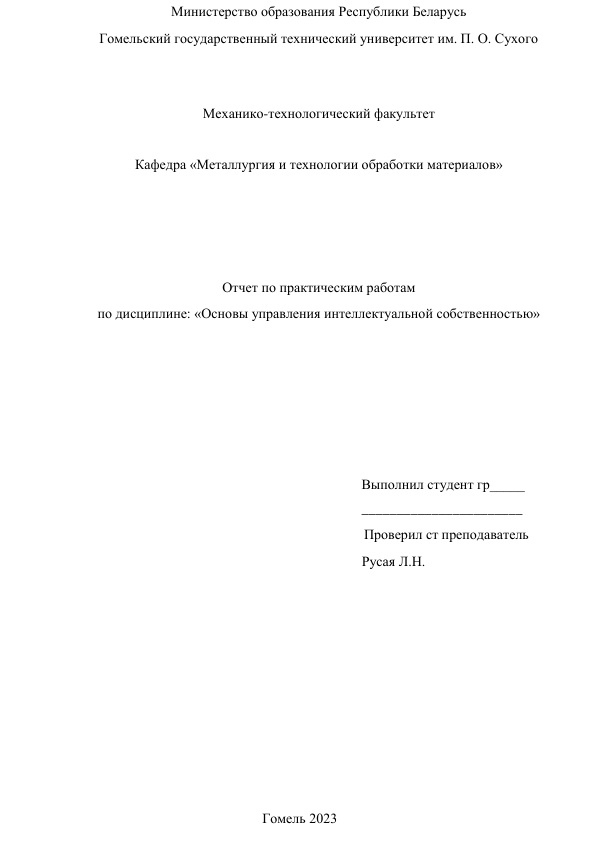 Министерство образования Республики Беларусь
Гомельский государственный технический университет им. П. О. Сухого
Механико-технологический факультет
Кафедра «Металлургия и технологии обработки материалов»
Отчет по практическим работам
по дисциплине: «Основы управления интеллектуальной собственностью»
Выполнил студент гр_____
_______________________
Проверил ст преподаватель
Русая Л.Н.
Гомель 2023